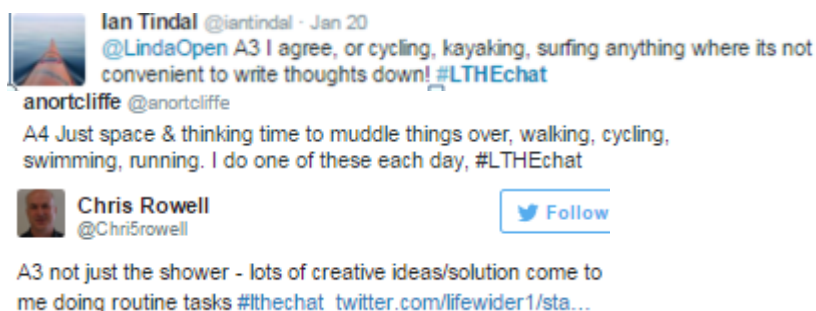 Ian Tindal @iantindal · Jan 20
@LindaOpen A3 I agree, or cycling, kayaking, surfing anything where its not
convenient to write thoughts down! #LTHEchat
anortcliffe @anortcliffe
A4 Just space & thinking time to muddle things over, walking, cycling,
swimming, running. I do one of these each day, #LTHEchat
Chris Rowell
Follow
@Chri5rowell
A3 not just the shower - lots of creative ideas/solution come to
me doing routine tasks #lthechat twitter.com/lifewider1/sta…